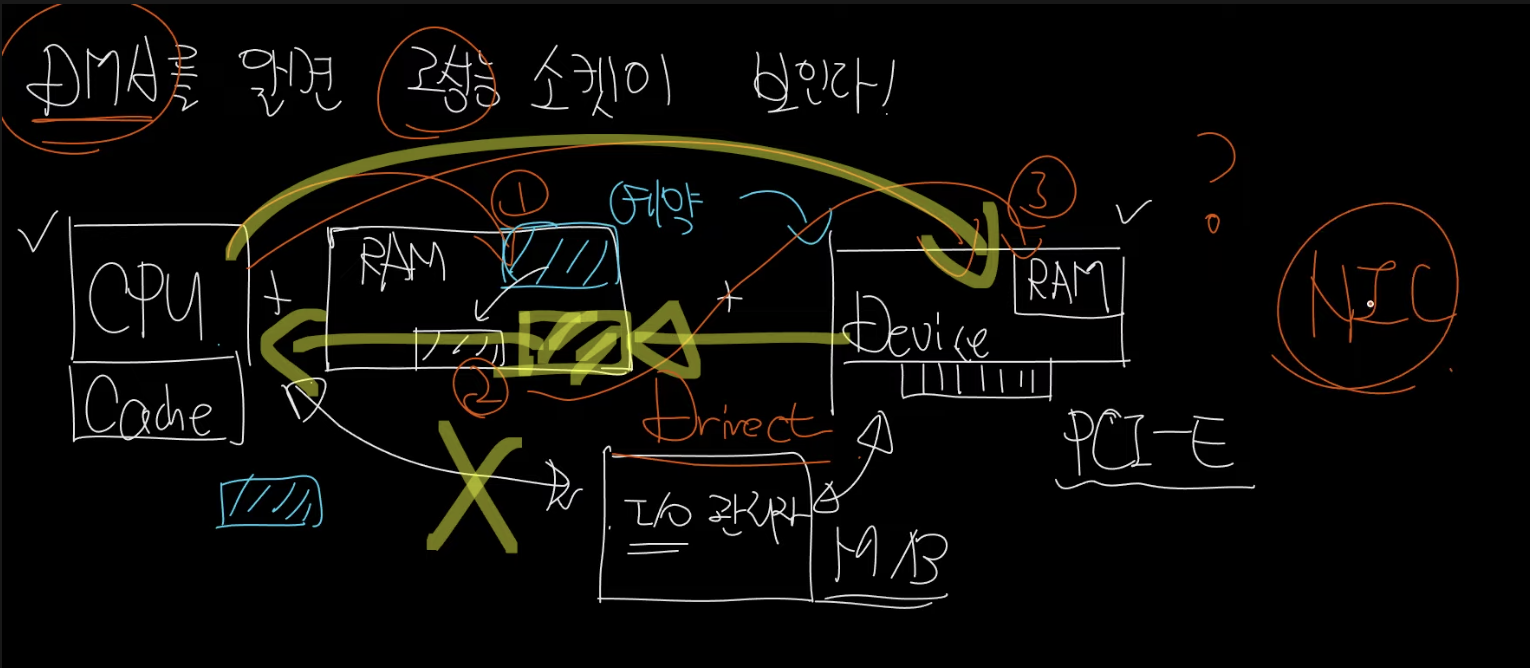 DMA를 알면 고성능 소켓이 보인다!
① 예약 ③ ?
CPU + RAM + Device RAM NIC
Cache ② Drirect PCI-E
I/O 관리자 M/B
X